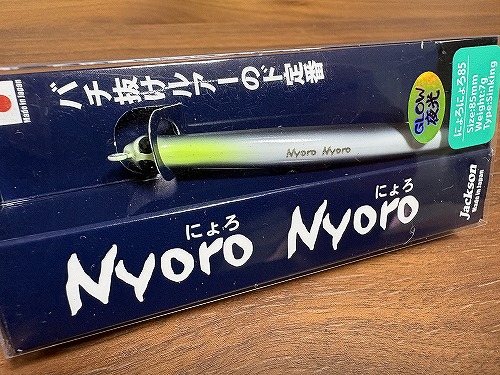 Made in Japan
バチ抜けルアーのド定番
GLOW
夜光
にょろにょろ85
Size:85mm
Weight:7g
Type:Sinking
Nyoro Nyoro
にょろ にょろ
Nyoro Nyoro
Jackson
Made in Japan